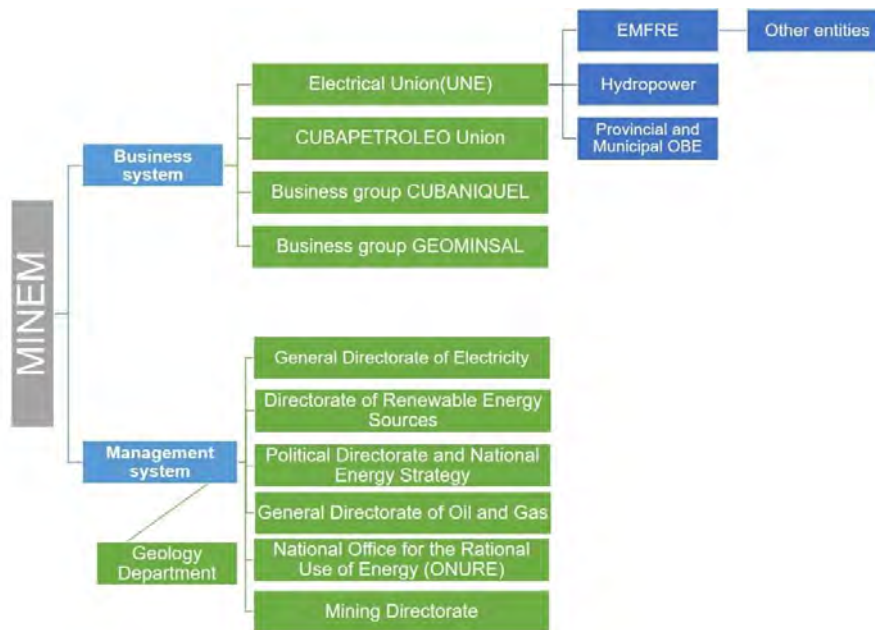 MINEM
Business
system
Electrical Union(UNE)
CUBAPETROLEO Union
Business group CUBANIQUEL
Business group GEOMINSAL
EMFRE
Other entities
Hydropower
Provincial and
Municipal OBE
Management
system
Geology
Department
General Directorate of Electricity
Directorate of Renewable Energy
Sources
Political Directorate and National
Energy Strategy
General Directorate of Oil and Gas
National Office for the Rational
Use of Energy (ONURE)
Mining Directorate